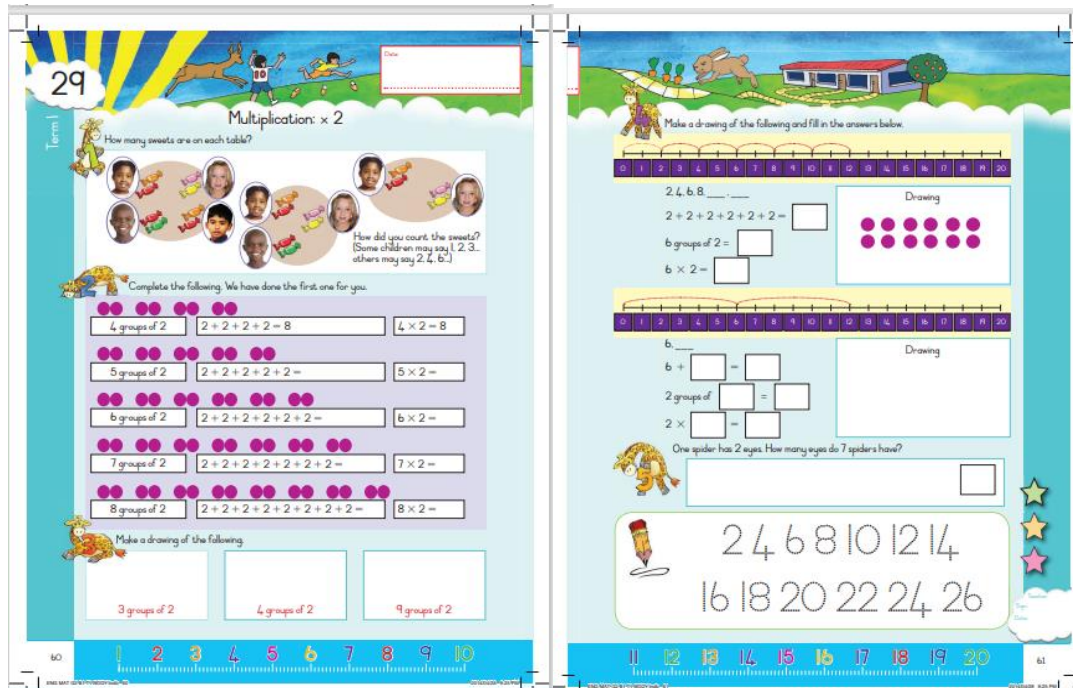 29
Term 1
Date:
Multiplication: × 2
How many sweets are on each table?
How did you count the sweets?
(Some children may say 1, 2, 3...
others may say 2, 4, 6...)
2
Complete the following. We have done the first one for you.
4 groups of 2
2 + 2 + 2 + 2 = 8
4 × 2 = 8
5 groups of 2
2 + 2 + 2 + 2 + 2 =
5 × 2 =
6 groups of 2
2 + 2 + 2 + 2 + 2 + 2 =
6 × 2 =
7 groups of 2
2 + 2 + 2 + 2 + 2 + 2 + 2 =
7 × 2 =
8 groups of 2
2 + 2 + 2 + 2 + 2 + 2 + 2 + 2 =
8 × 2 =
3
Make a drawing of the following.
3 groups of 2
4 groups of 2
9 groups of 2
60
1 2 3 4 5 6 7 8 9 10
4
Make a drawing of the following and fill in the answers below.
0 1 2 3 4 5 6 7 8 9 10 11 12 13 14 15 16 17 18 19 20
2, 4, 6, 8, ___ , ___
2 + 2 + 2 + 2 + 2 + 2 =
6 groups of 2 =
6 × 2 =
Drawing
0 1 2 3 4 5 6 7 8 9 10 11 12 13 14 15 16 17 18 19 20
6, ___
6 + =
2 groups of =
2 × =
Drawing
5
One spider has 2 eyes. How many eyes do 7 spiders have?
2 4 6 8 10 12 14
16 18 20 22 24 26
Teacher
Sign
Date
11 12 13 14 15 16 17 18 19 20
61